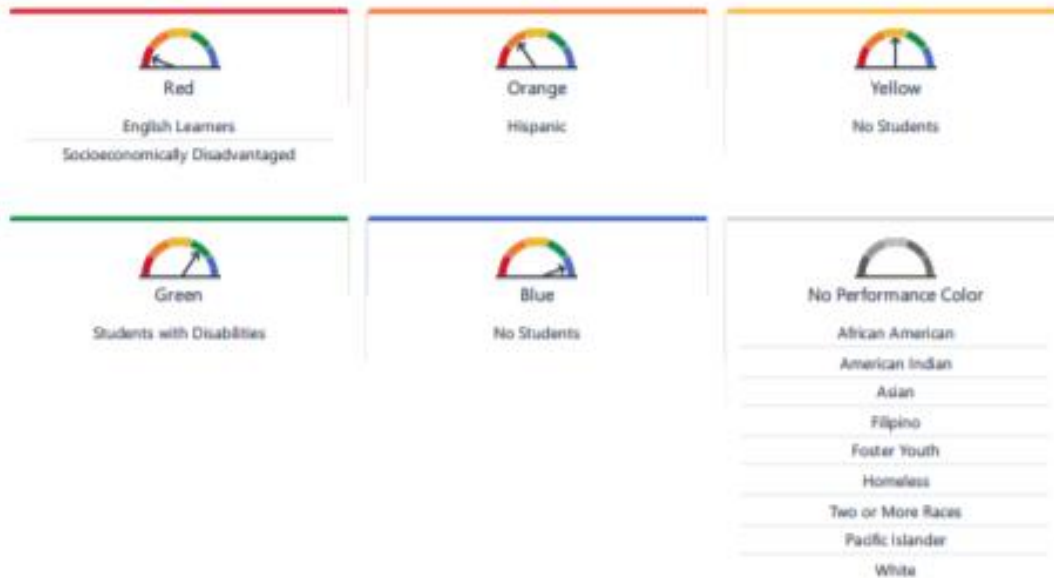 Red
English Learners
Socioeconomically Disadvantaged
Orange
Hispanic
Yellow
No Students
Green
Students with Disabilities
Blue
No Students
No Performance Color
African American
American Indian
Asian
Filipino
Foster Youth
Homeless
Two or More Races
Pacific Islander
White